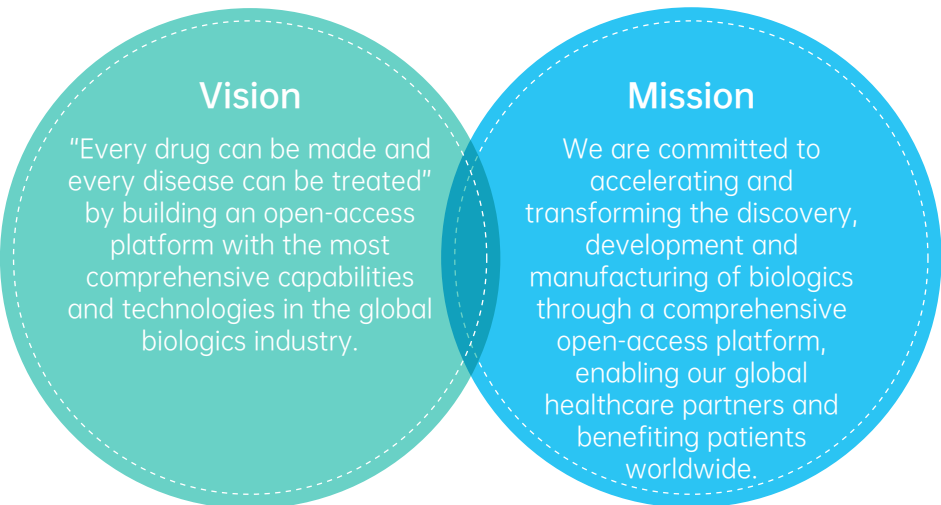 Vision
"Every drug can be made and
every disease can be treated"
by building an open-access
platform with the most
comprehensive capabilities
and technologies in the global
biologics industry.
Mission
We are committed to
accelerating and
transforming the discovery,
development and
manufacturing of biologics
through a comprehensive
open-access platform,
enabling our global
healthcare partners and
benefiting patients
worldwide.